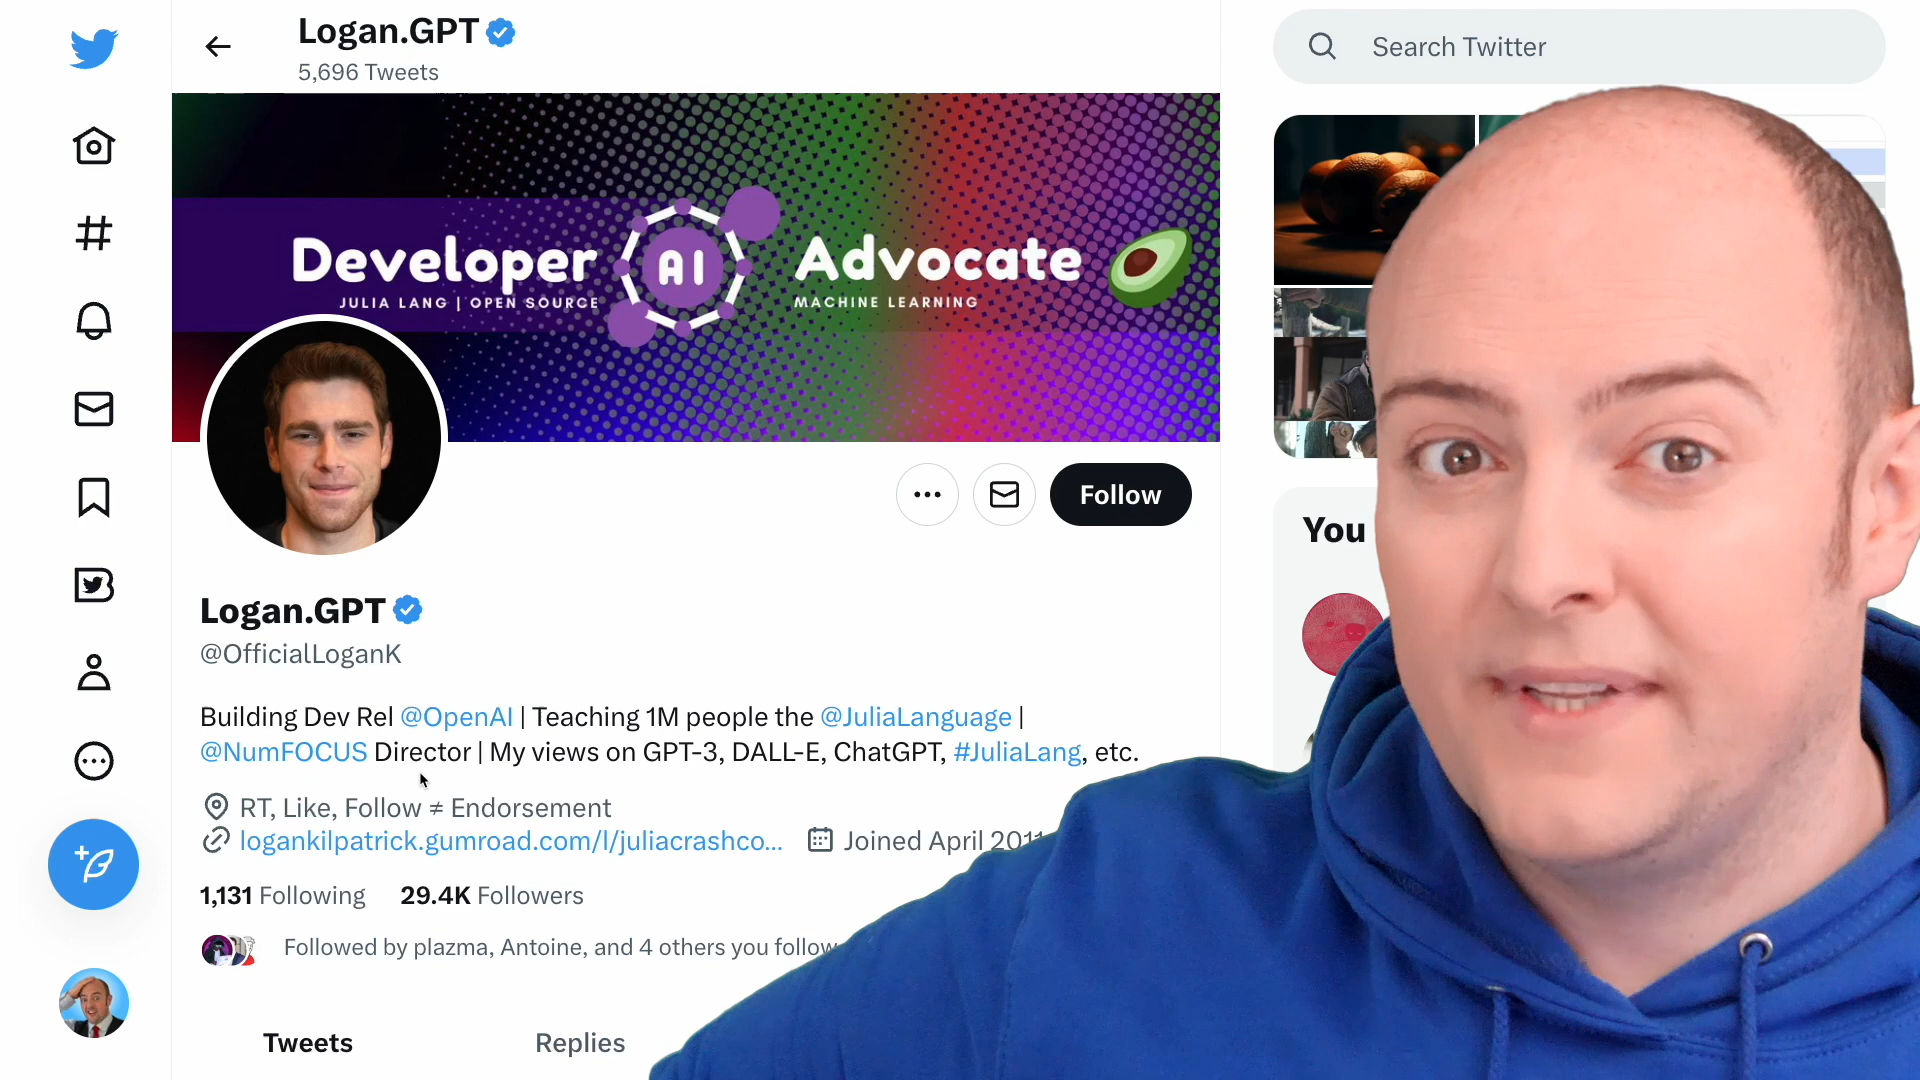 Logan.GPT
5,696 Tweets
Search Twitter
Developer AI Advocate
JULIA LANG | OPEN SOURCE
MACHINE LEARNING
Follow
You
Logan.GPT
@OfficialLoganK
Building Dev Rel @OpenAI | Teaching 1M people the @JuliaLanguage |
@NumFOCUS Director | My views on GPT-3, DALL-E, ChatGPT, #JuliaLang, etc.
RT, Like, Follow ≠ Endorsement
logankilpatrick.gumroad.com/l/juliacrashco... Joined April 2011
1,131 Following 29.4K Followers
Followed by plazma, Antoine, and 4 others you follow
Tweets Replies